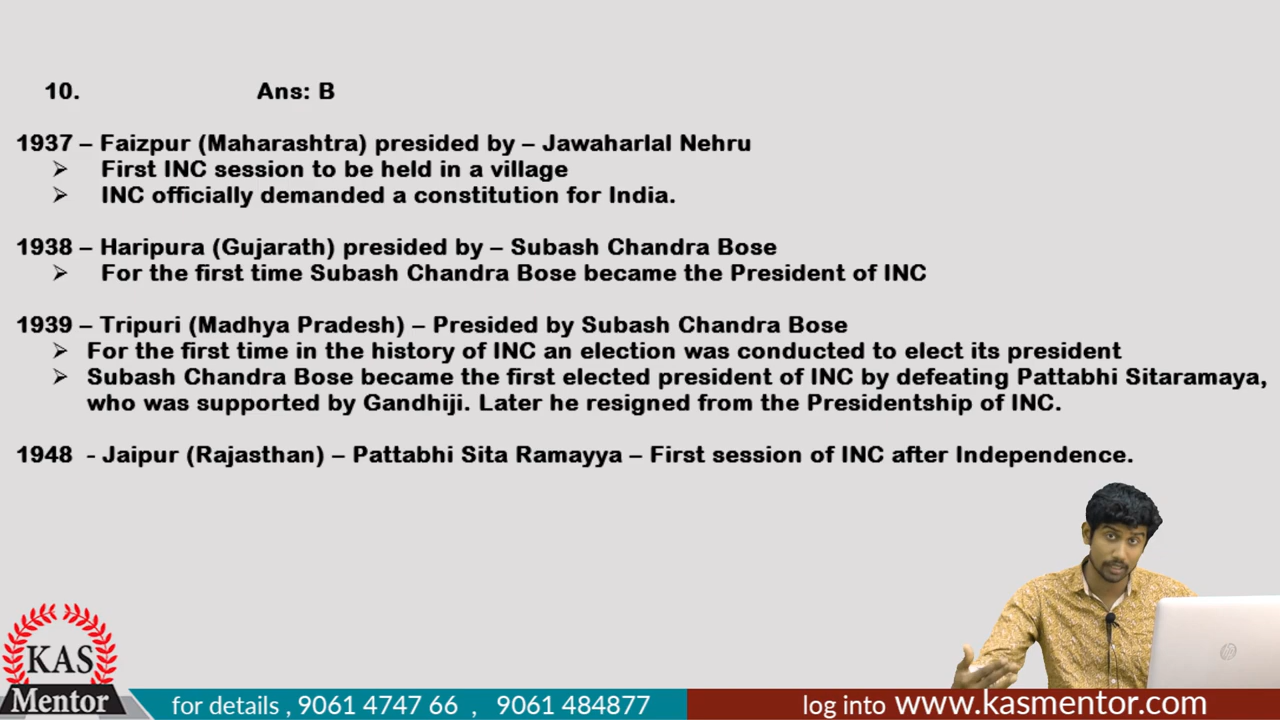 10. Ans: B
1937 – Faizpur (Maharashtra) presided by – Jawaharlal Nehru
➢ First INC session to be held in a village
➢ INC officially demanded a constitution for India.
1938 – Haripura (Gujarath) presided by – Subash Chandra Bose
➢ For the first time Subash Chandra Bose became the President of INC
1939 – Tripuri (Madhya Pradesh) – Presided by Subash Chandra Bose
➢ For the first time in the history of INC an election was conducted to elect its president
➢ Subash Chandra Bose became the first elected president of INC by defeating Pattabhi Sitaramaya,
who was supported by Gandhiji. Later he resigned from the Presidentship of INC.
1948 - Jaipur (Rajasthan) – Pattabhi Sita Ramayya – First session of INC after Independence.
KAS
Mentor
for details , 9061 4747 66 , 9061 484877
log into www.kasmentor.com
hp